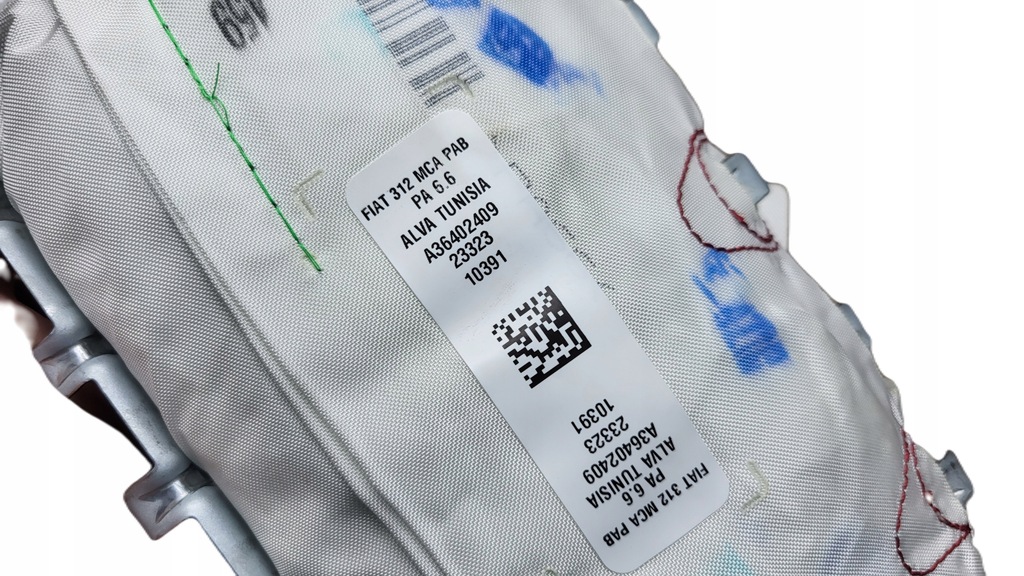 FIAT 312 MCA PAB
PA 6.6
ALVA TUNISIA
A36402409
23323
10391
FIAT 312 MCA PAB
PA 6.6
ALVA TUNISIA
A36402409
23323
10391